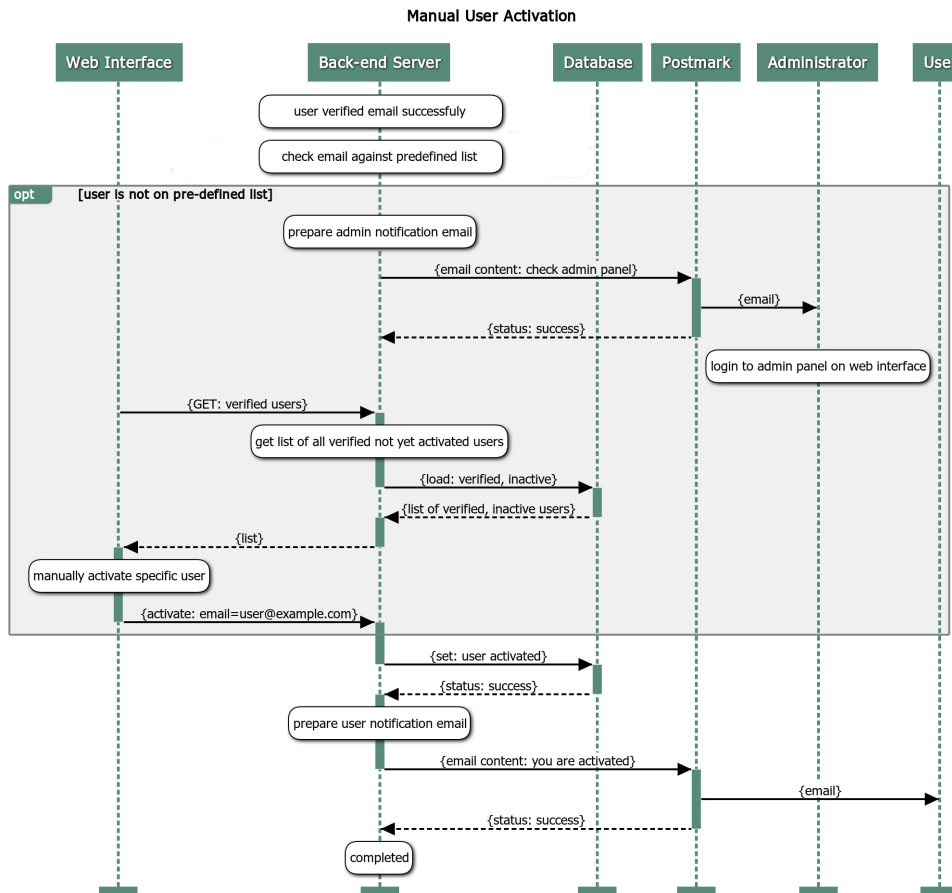 Manual User Activation
Web Interface
Back-end Server
Database
Postmark
Administrator
Use
user verified email successfuly
check email against predefined list
opt
[user is not on pre-defined list]
prepare admin notification email
{email content: check admin panel}
{email}
{status: success}
login to admin panel on web interface
{GET: verified users}
get list of all verified not yet activated users
{load: verified, inactive}
{list of verified, inactive users}
{list}
manually activate specific user
{activate: email=user@example.com}
{set: user activated}
{status: success}
prepare user notification email
{email content: you are activated}
{email}
{status: success}
completed